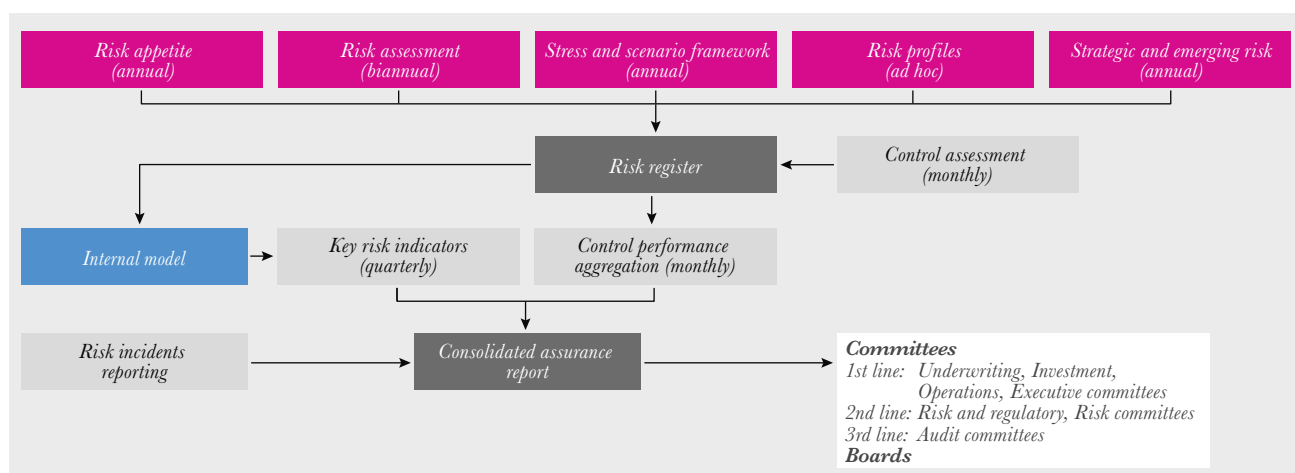 Risk appetite
(annual)
Risk assessment
(biannual)
Stress and scenario framework
(annual)
Risk profiles
(ad hoc)
Strategic and emerging risk
(annual)
Risk register
Control assessment
(monthly)
Internal model
Key risk indicators
(quarterly)
Control performance
aggregation (monthly)
Risk incidents
reporting
Consolidated assurance
report
Committees
1st line: Underwriting, Investment,
Operations, Executive committees
2nd line: Risk and regulatory, Risk committees
3rd line: Audit committees
Boards